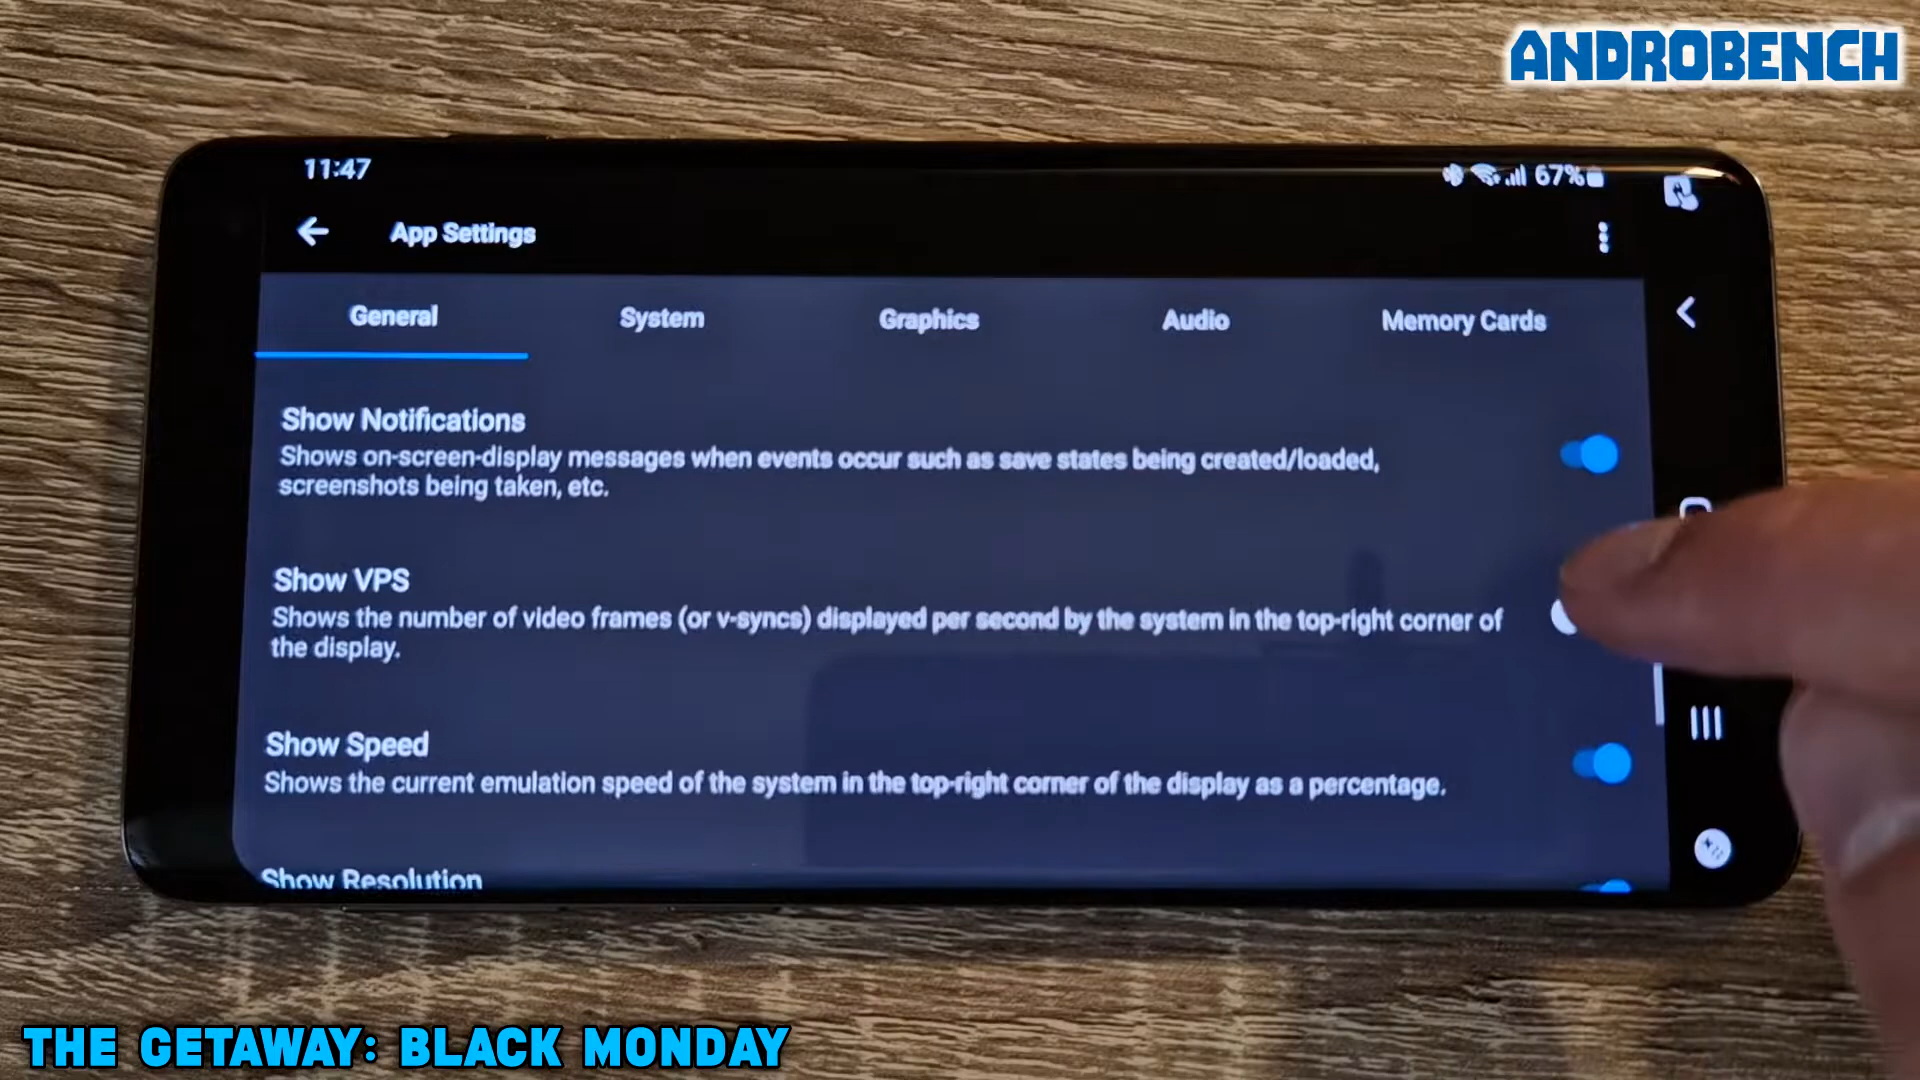 ANDROBENCH
11:47
67%
App Settings
General
System
Graphics
Audio
Memory Cards
Show Notifications
Shows on-screen-display messages when events occur such as save states being created/loaded,
screenshots being taken, etc.
Show VPS
Shows the number of video frames (or v-syncs) displayed per second by the system in the top-right corner of
the display.
Show Speed
Shows the current emulation speed of the system in the top-right corner of the display as a percentage.
Show Resolution
THE GETAWAY: BLACK MONDAY